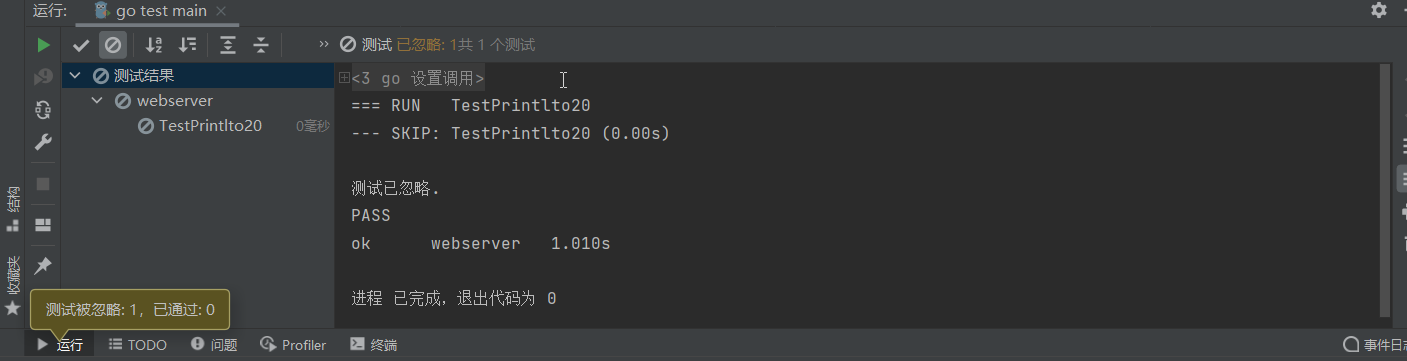 运行: go test main
测试 已忽略: 1共 1 个测试
测试结果
webserver
TestPrintlto20 0毫秒
<3 go 设置调用>
=== RUN TestPrintlto20
--- SKIP: TestPrintlto20 (0.00s)
测试已忽略.
PASS
ok webserver 1.010s
进程 已完成，退出代码为 0
结构
收藏夹
测试被忽略: 1，已通过: 0
运行 TODO 问题 Profiler 终端 事件日志